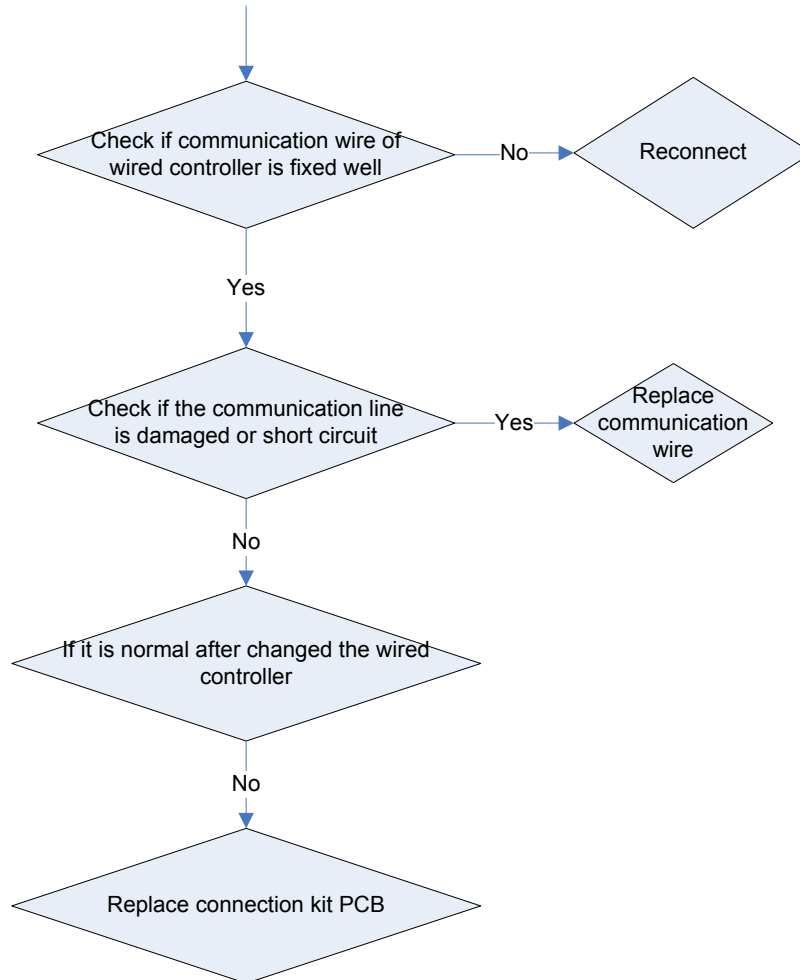 Check if communication wire of
wired controller is fixed well
No
Reconnect
Yes
Check if the communication line
is damaged or short circuit
Yes
Replace
communication
wire
No
If it is normal after changed the wired
controller
No
Replace connection kit PCB